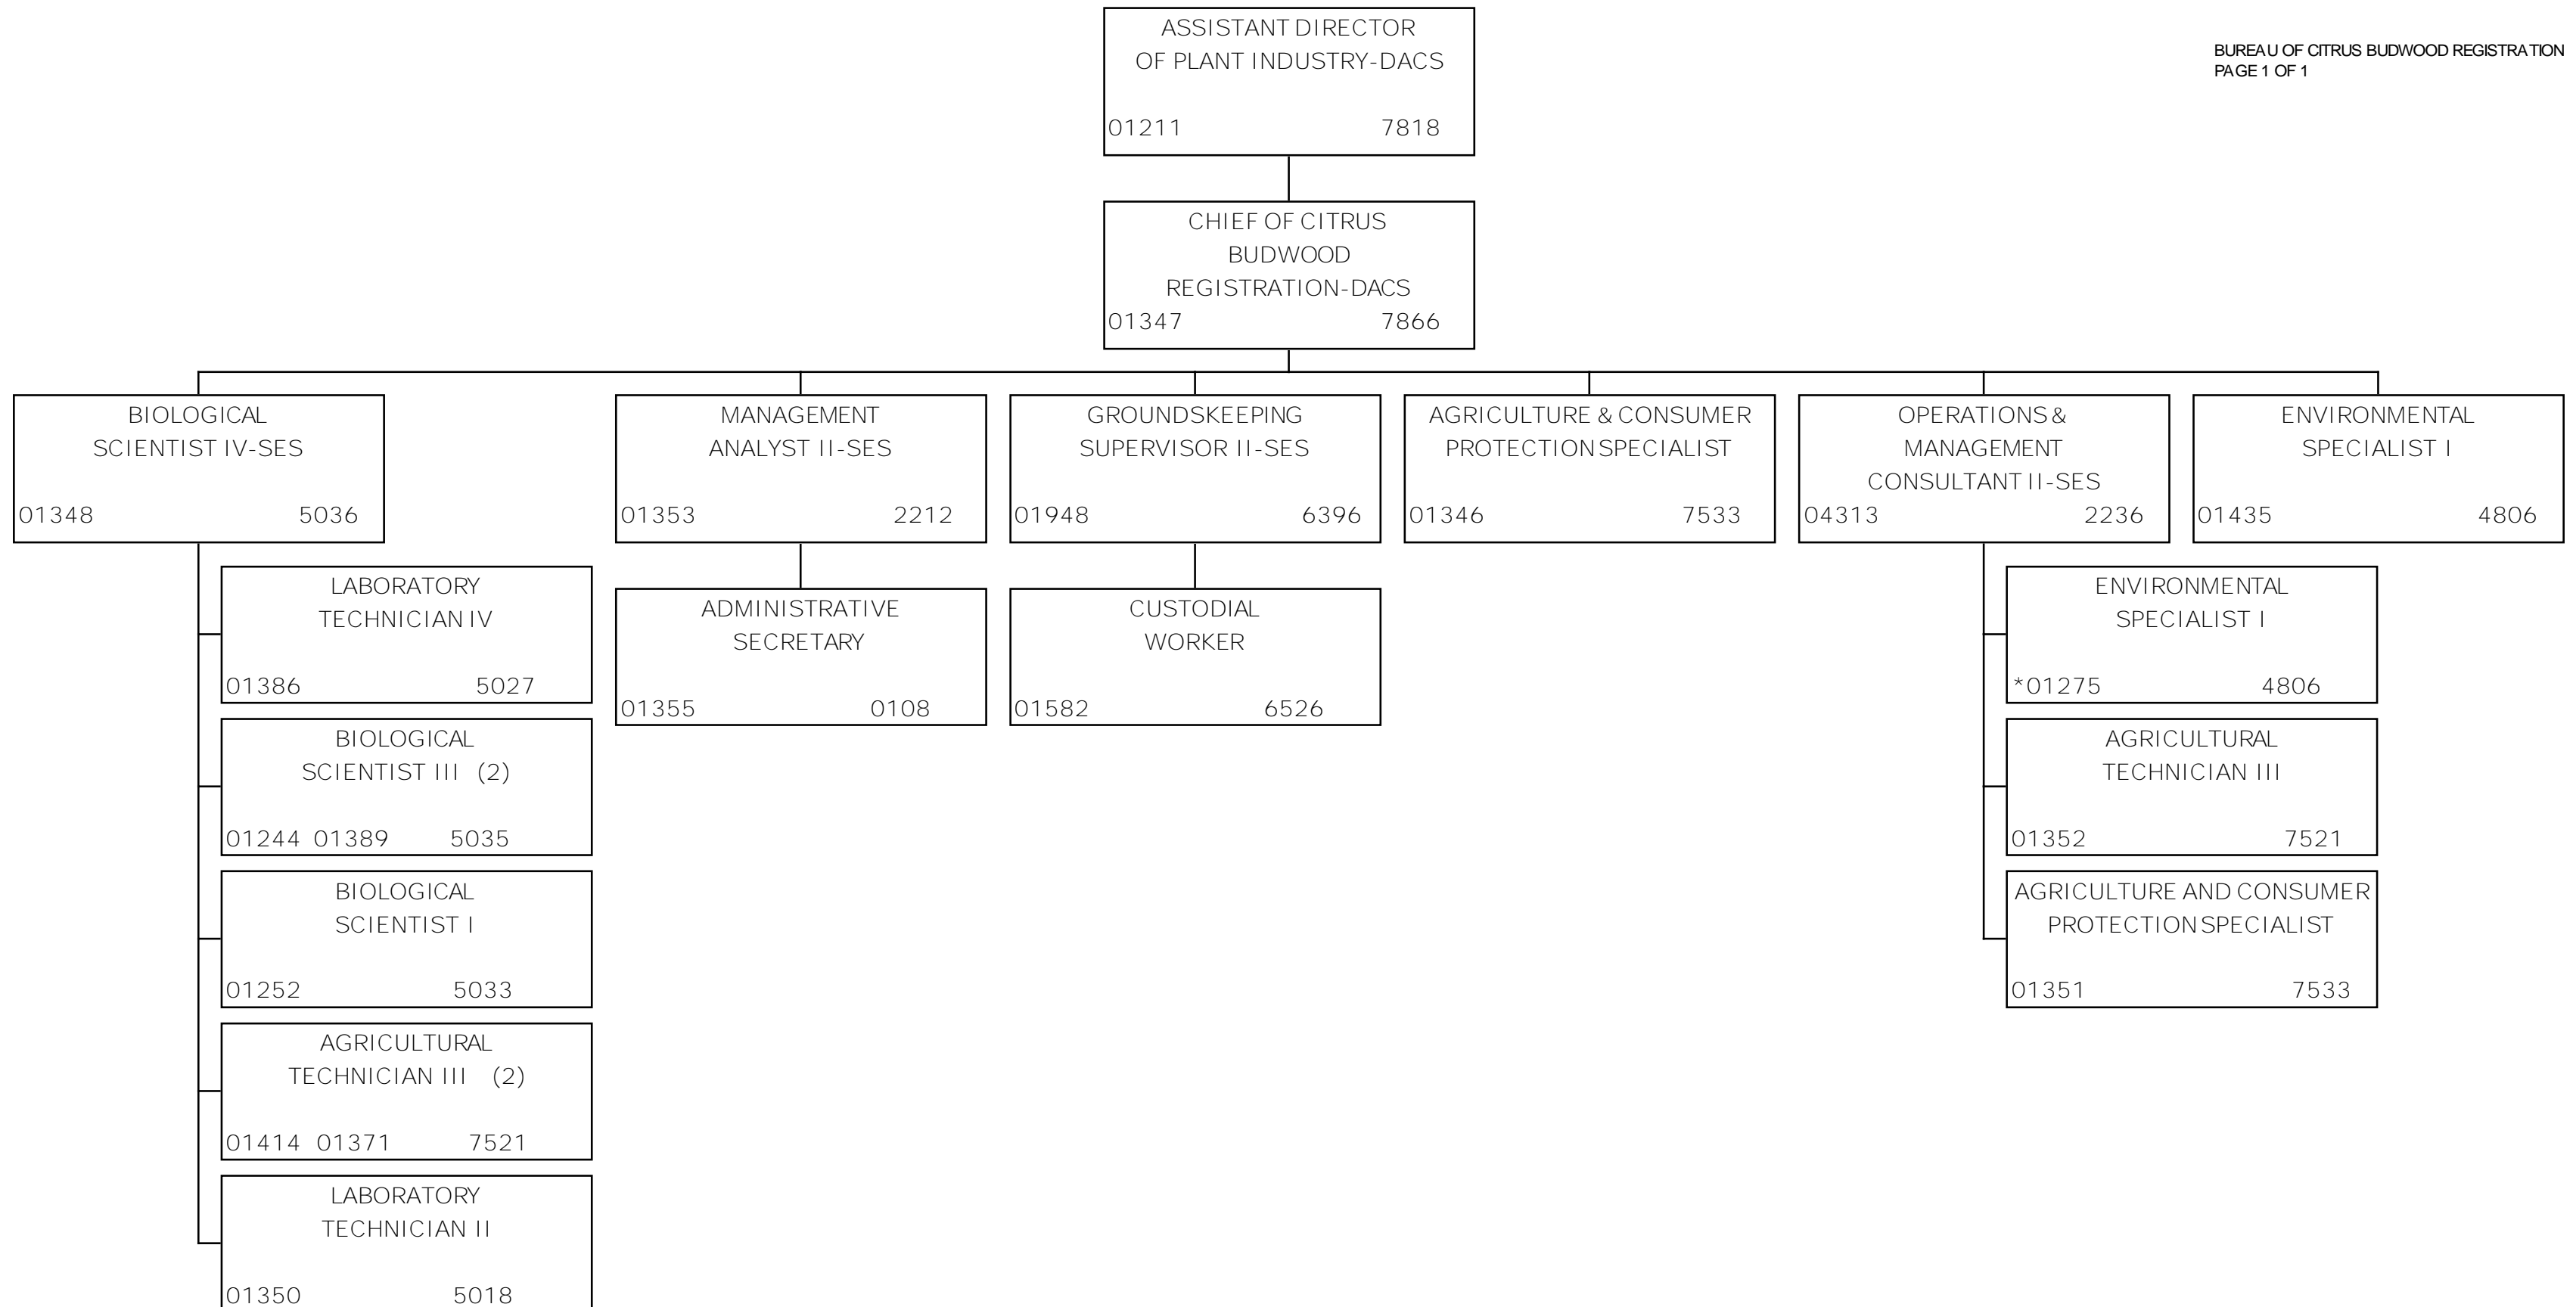 BUREAU OF CITRUS BUDWOOD REGISTRATION
PAGE 1 OF 1
ASSISTANT DIRECTOR
OF PLANT INDUSTRY-DACS
01211 7818
CHIEF OF CITRUS
BUDWOOD
REGISTRATION-DACS
01347 7866
BIOLOGICAL
SCIENTIST IV-SES
01348 5036
MANAGEMENT
ANALYST II-SES
01353 2212
GROUNDSKEEPING
SUPERVISOR II-SES
01948 6396
AGRICULTURE & CONSUMER
PROTECTION SPECIALIST
01346 7533
OPERATIONS &
MANAGEMENT
CONSULTANT II-SES
04313 2236
ENVIRONMENTAL
SPECIALIST I
01435 4806
LABORATORY
TECHNICIAN IV
01386 5027
BIOLOGICAL
SCIENTIST III (2)
01244 01389 5035
BIOLOGICAL
SCIENTIST I
01252 5033
AGRICULTURAL
TECHNICIAN III (2)
01414 01371 7521
LABORATORY
TECHNICIAN II
01350 5018
ADMINISTRATIVE
SECRETARY
01355 0108
CUSTODIAL
WORKER
01582 6526
ENVIRONMENTAL
SPECIALIST I
*01275 4806
AGRICULTURAL
TECHNICIAN III
01352 7521
AGRICULTURE AND CONSUMER
PROTECTION SPECIALIST
01351 7533